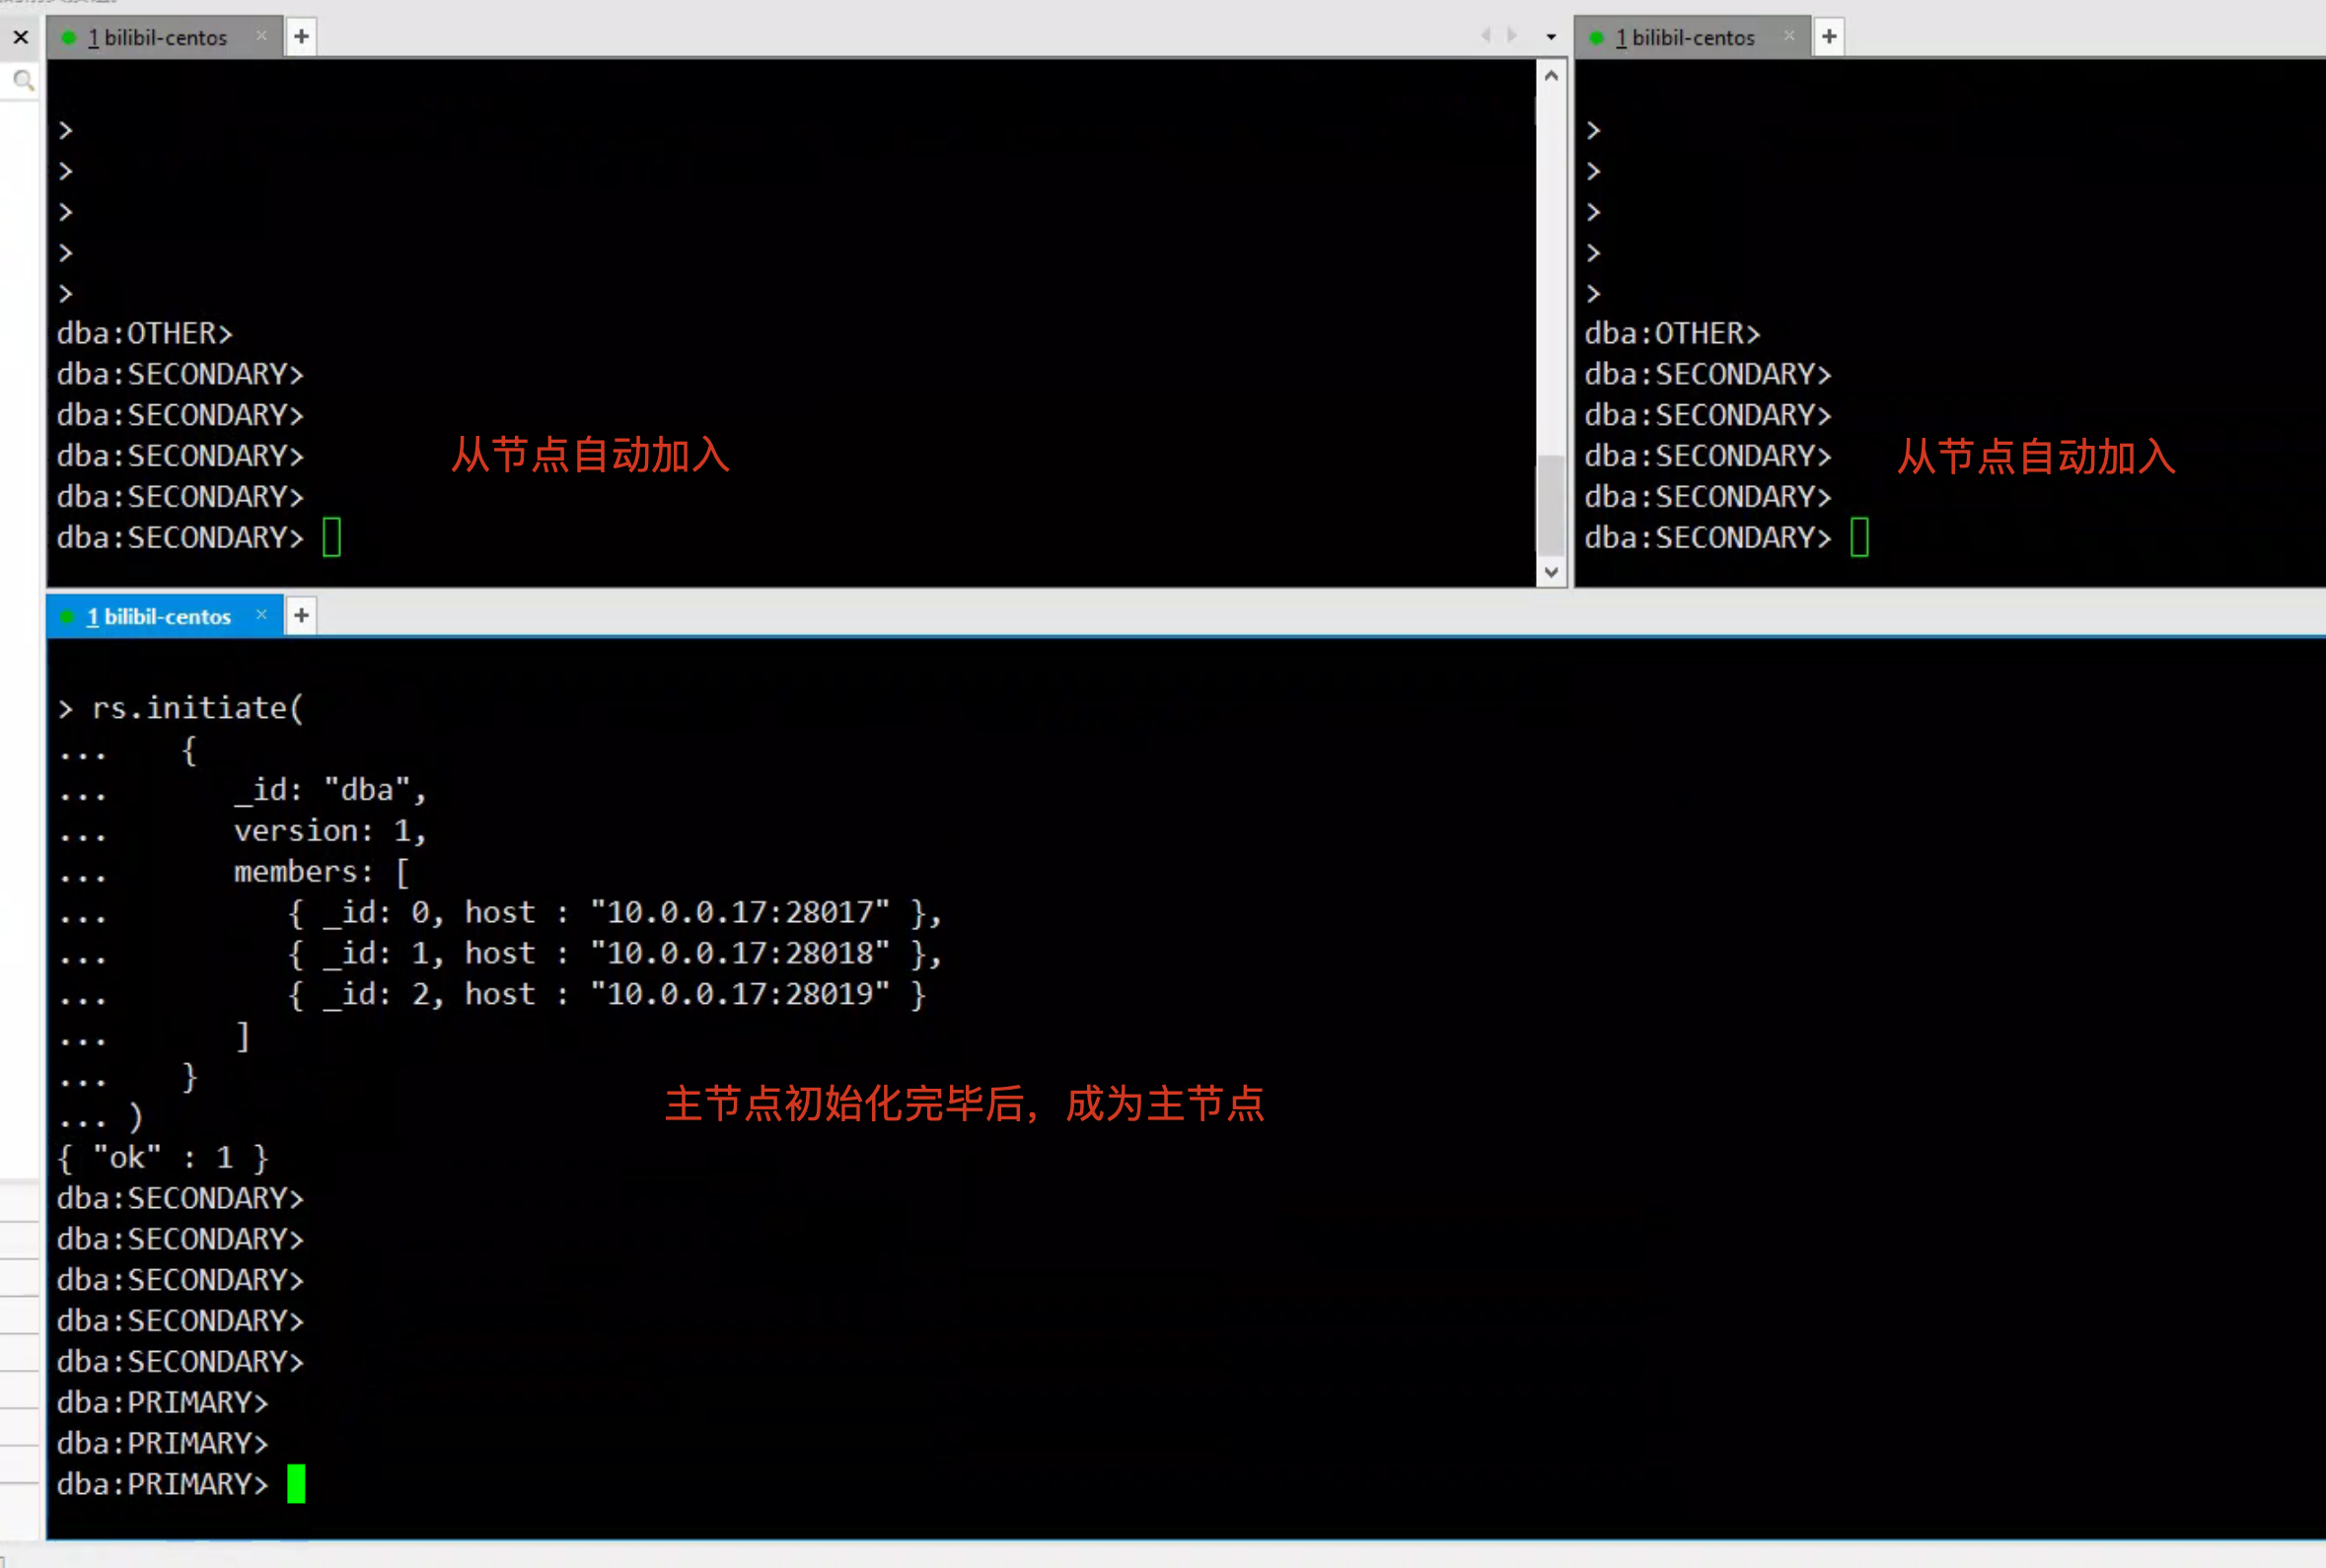 1 bilibil-centos
>
>
>
>
>
dba:OTHER>
dba:SECONDARY>
dba:SECONDARY>
dba:SECONDARY>
dba:SECONDARY>
dba:SECONDARY>
从节点自动加入
1 bilibil-centos
>
>
>
>
>
dba:OTHER>
dba:SECONDARY>
dba:SECONDARY>
dba:SECONDARY>
dba:SECONDARY>
dba:SECONDARY>
从节点自动加入
1 bilibil-centos
> rs.initiate(
...    {
...       _id: "dba",
...       version: 1,
...       members: [
...          { _id: 0, host : "10.0.0.17:28017" },
...          { _id: 1, host : "10.0.0.17:28018" },
...          { _id: 2, host : "10.0.0.17:28019" }
...       ]
...    }
... )
主节点初始化完毕后，成为主节点
{ "ok" : 1 }
dba:SECONDARY>
dba:SECONDARY>
dba:SECONDARY>
dba:SECONDARY>
dba:SECONDARY>
dba:PRIMARY>
dba:PRIMARY>
dba:PRIMARY>